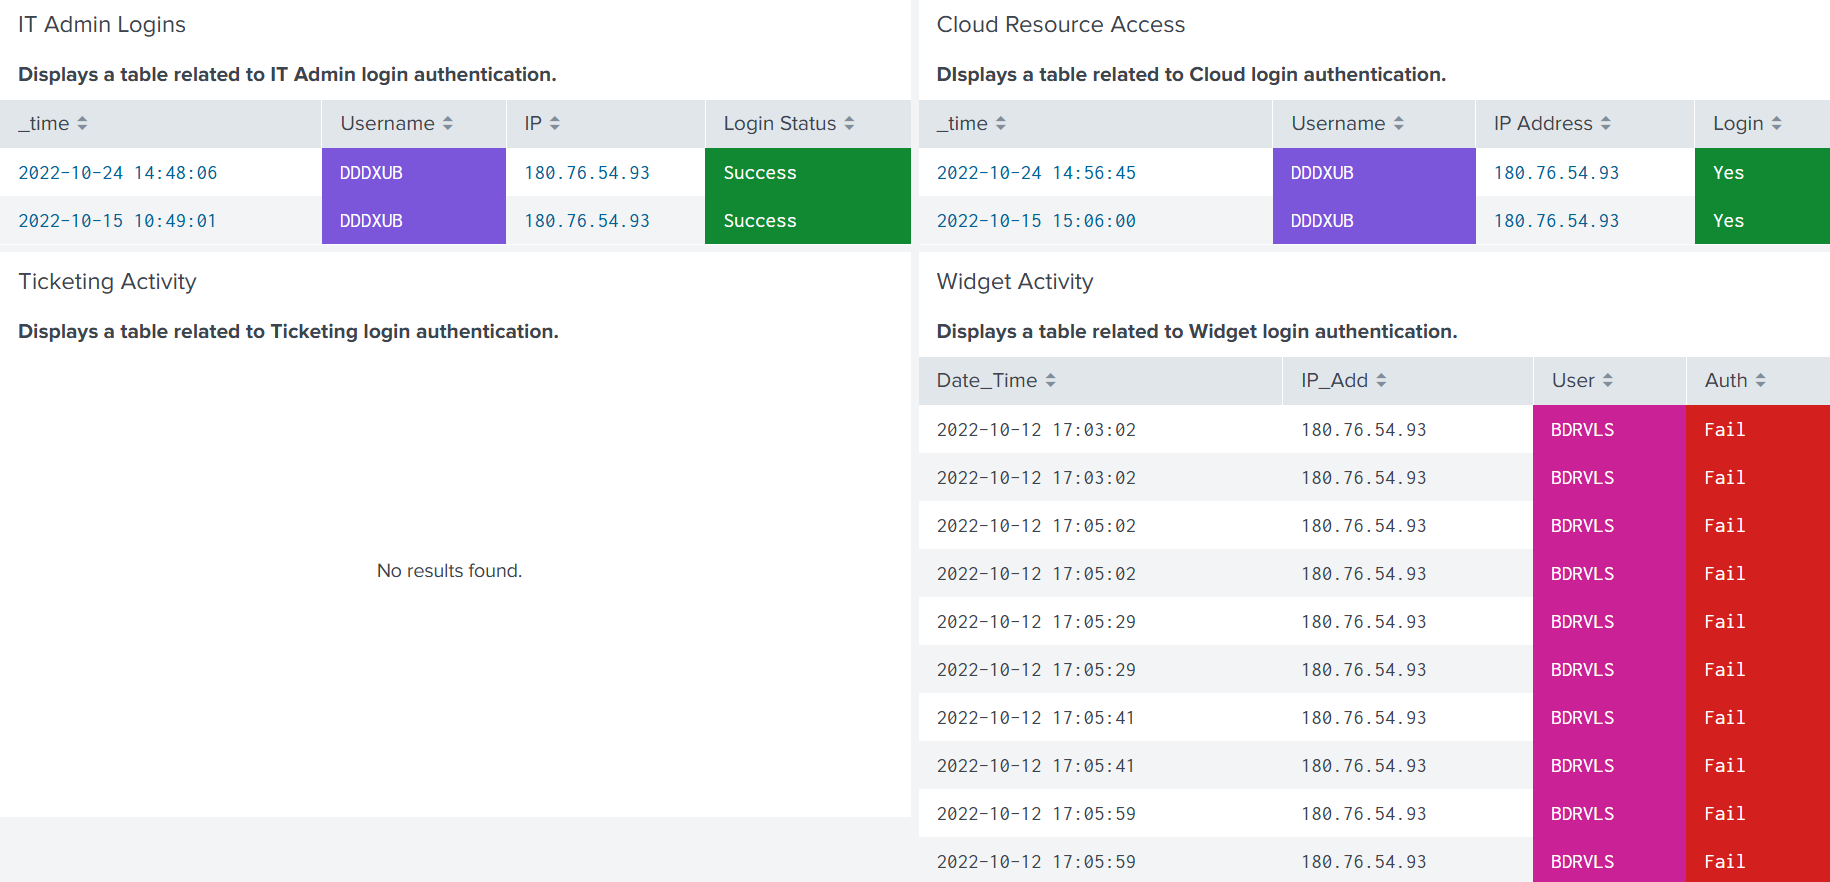 IT Admin Logins
Displays a table related to IT Admin login authentication.
_time Username IP Login Status
2022-10-24 14:48:06 DDDXUB 180.76.54.93 Success
2022-10-15 10:49:01 DDDXUB 180.76.54.93 Success
Cloud Resource Access
DIsplays a table related to Cloud login authentication.
_time Username IP Address Login
2022-10-24 14:56:45 DDDXUB 180.76.54.93 Yes
2022-10-15 15:06:00 DDDXUB 180.76.54.93 Yes
Ticketing Activity
Displays a table related to Ticketing login authentication.
No results found.
Widget Activity
Displays a table related to Widget login authentication.
Date_Time IP_Add User Auth
2022-10-12 17:03:02 180.76.54.93 BDRVLS Fail
2022-10-12 17:03:02 180.76.54.93 BDRVLS Fail
2022-10-12 17:05:02 180.76.54.93 BDRVLS Fail
2022-10-12 17:05:02 180.76.54.93 BDRVLS Fail
2022-10-12 17:05:29 180.76.54.93 BDRVLS Fail
2022-10-12 17:05:29 180.76.54.93 BDRVLS Fail
2022-10-12 17:05:41 180.76.54.93 BDRVLS Fail
2022-10-12 17:05:41 180.76.54.93 BDRVLS Fail
2022-10-12 17:05:59 180.76.54.93 BDRVLS Fail
2022-10-12 17:05:59 180.76.54.93 BDRVLS Fail